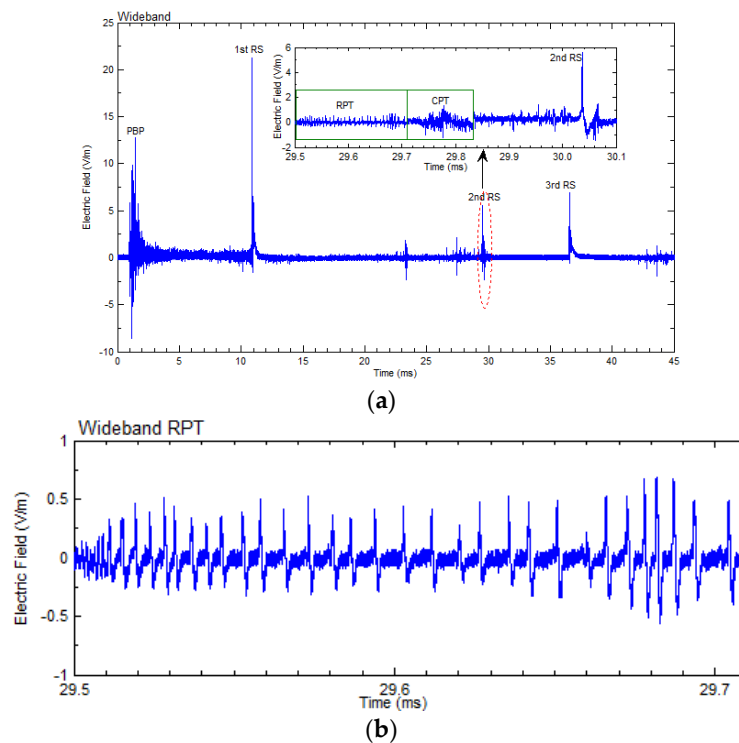 Wideband
25
20
15
10
5
0
-5
-10
Electric Field (V/m)
PBP
1st RS
2nd RS
3rd RS
6
4
2
0
-2
Electric Field (V/m)
RPT
CPT
2nd RS
29.5 29.6 29.7 29.8 29.9 30.0 30.1
Time (ms)
0 5 10 15 20 25 30 35 40 45
Time (ms)
(a)
Wideband RPT
1
0.5
0
-0.5
-1
Electric Field (V/m)
29.5 29.6 29.7
Time (ms)
(b)